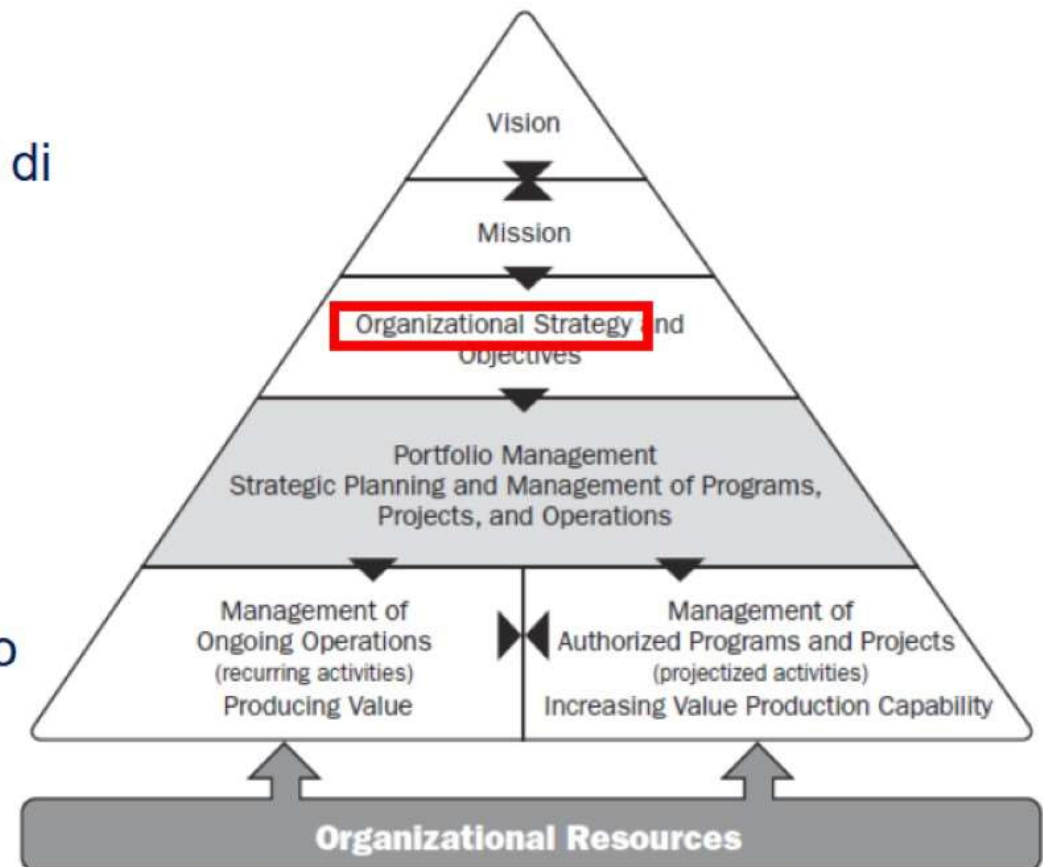 di
Vision
Mission
Organizational Strategy and
Objectives
Portfolio Management
Strategic Planning and Management of Programs,
Projects, and Operations
o
Management of
Ongoing Operations
(recurring activities)
Producing Value
Management of
Authorized Programs and Projects
(projectized activities)
Increasing Value Production Capability
Organizational Resources